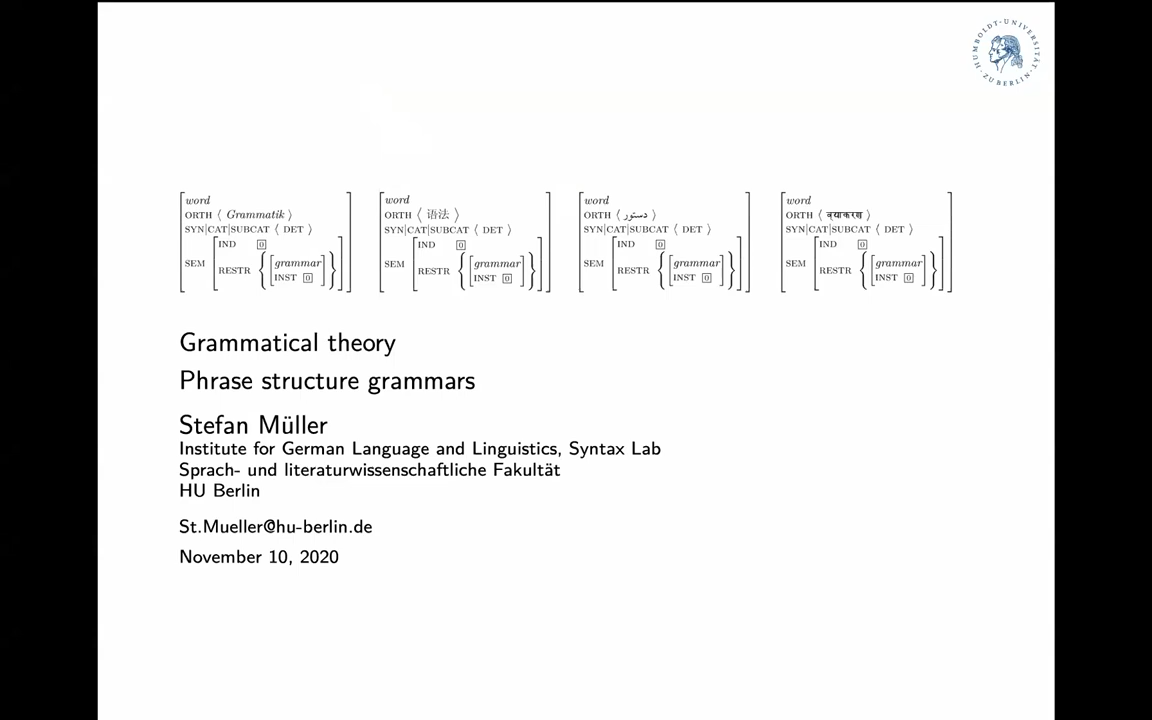 HUMBOLDT-UNIVERSITÄT ZU BERLIN
word
ORTH ⟨ Grammatik ⟩
SYN|CAT|SUBCAT ⟨ DET ⟩
IND 0
SEM
RESTR
grammar
INST 0
word
ORTH ⟨ 语法 ⟩
SYN|CAT|SUBCAT ⟨ DET ⟩
IND 0
SEM
RESTR
grammar
INST 0
word
ORTH ⟨ دستور ⟩
SYN|CAT|SUBCAT ⟨ DET ⟩
IND 0
SEM
RESTR
grammar
INST 0
word
ORTH ⟨ व्याकरण ⟩
SYN|CAT|SUBCAT ⟨ DET ⟩
IND 0
SEM
RESTR
grammar
INST 0
Grammatical theory
Phrase structure grammars
Stefan Müller
Institute for German Language and Linguistics, Syntax Lab
Sprach- und literaturwissenschaftliche Fakultät
HU Berlin
St.Mueller@hu-berlin.de
November 10, 2020